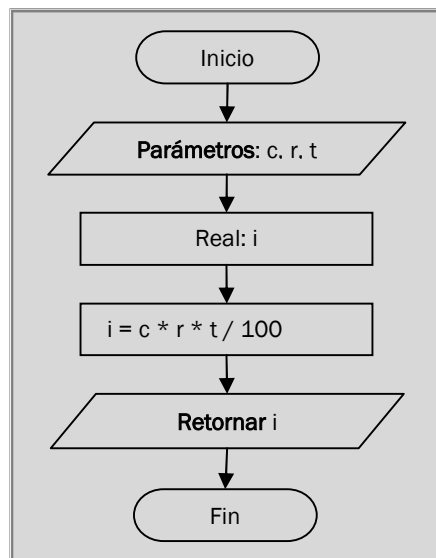 Inicio
Parámetros: c. r. t
Real: i
i = c * r * t / 100
Retornar i
Fin